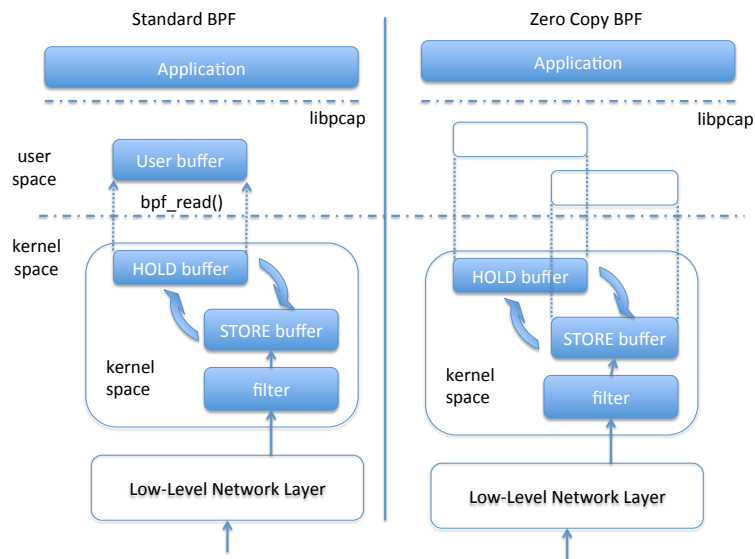 Standard BPF
Application
libpcap
user
space
User buffer
bpf_read()
kernel
space
HOLD buffer
STORE buffer
kernel
space
filter
Low-Level Network Layer
Zero Copy BPF
Application
libpcap
HOLD buffer
STORE buffer
kernel
space
filter
Low-Level Network Layer